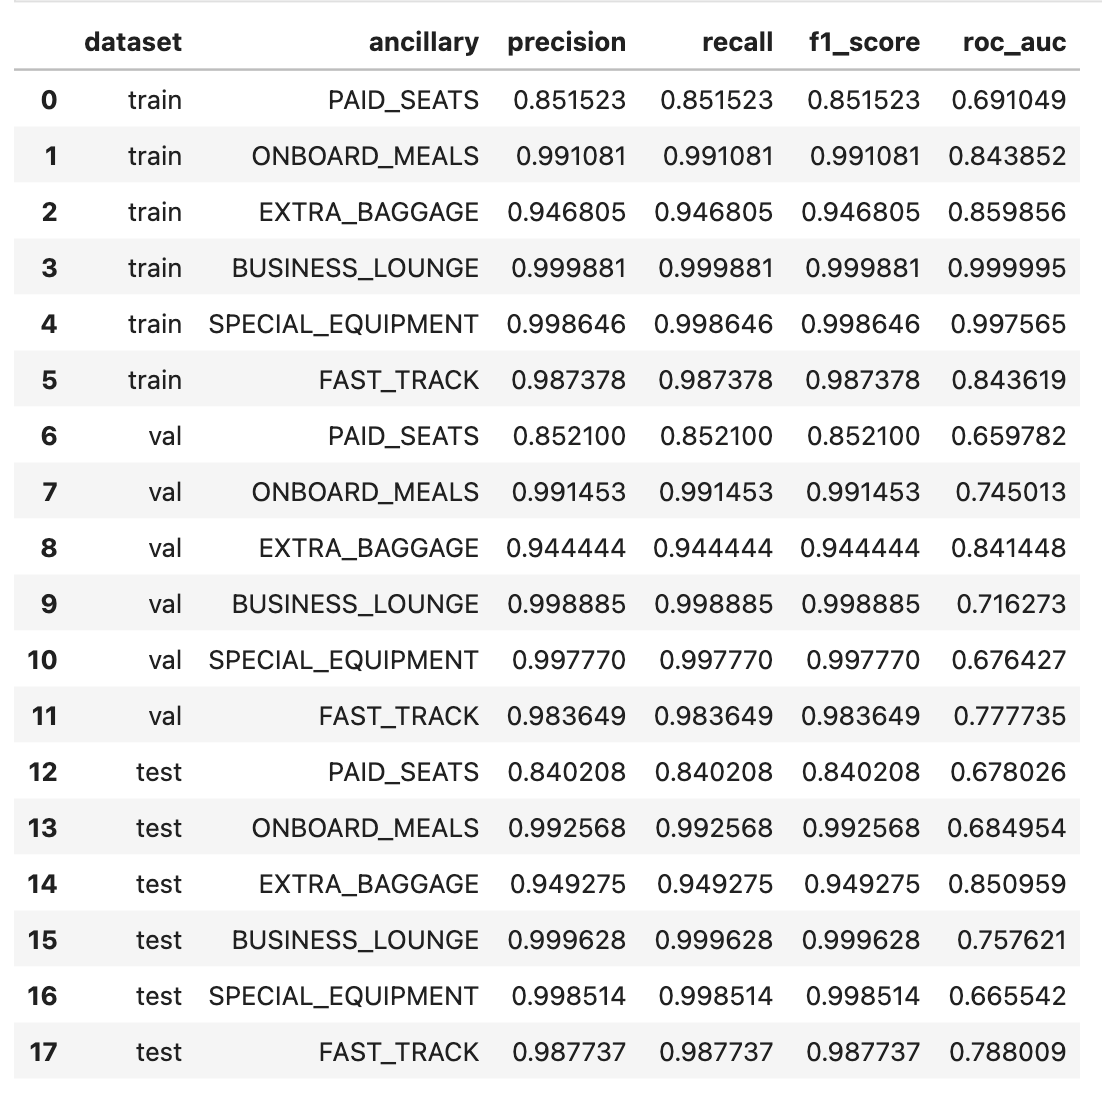 dataset ancillary precision recall f1_score roc_auc
0 train PAID_SEATS 0.851523 0.851523 0.851523 0.691049
1 train ONBOARD_MEALS 0.991081 0.991081 0.991081 0.843852
2 train EXTRA_BAGGAGE 0.946805 0.946805 0.946805 0.859856
3 train BUSINESS_LOUNGE 0.999881 0.999881 0.999881 0.999995
4 train SPECIAL_EQUIPMENT 0.998646 0.998646 0.998646 0.997565
5 train FAST_TRACK 0.987378 0.987378 0.987378 0.843619
6 val PAID_SEATS 0.852100 0.852100 0.852100 0.659782
7 val ONBOARD_MEALS 0.991453 0.991453 0.991453 0.745013
8 val EXTRA_BAGGAGE 0.944444 0.944444 0.944444 0.841448
9 val BUSINESS_LOUNGE 0.998885 0.998885 0.998885 0.716273
10 val SPECIAL_EQUIPMENT 0.997770 0.997770 0.997770 0.676427
11 val FAST_TRACK 0.983649 0.983649 0.983649 0.777735
12 test PAID_SEATS 0.840208 0.840208 0.840208 0.678026
13 test ONBOARD_MEALS 0.992568 0.992568 0.992568 0.684954
14 test EXTRA_BAGGAGE 0.949275 0.949275 0.949275 0.850959
15 test BUSINESS_LOUNGE 0.999628 0.999628 0.999628 0.757621
16 test SPECIAL_EQUIPMENT 0.998514 0.998514 0.998514 0.665542
17 test FAST_TRACK 0.987737 0.987737 0.987737 0.788009